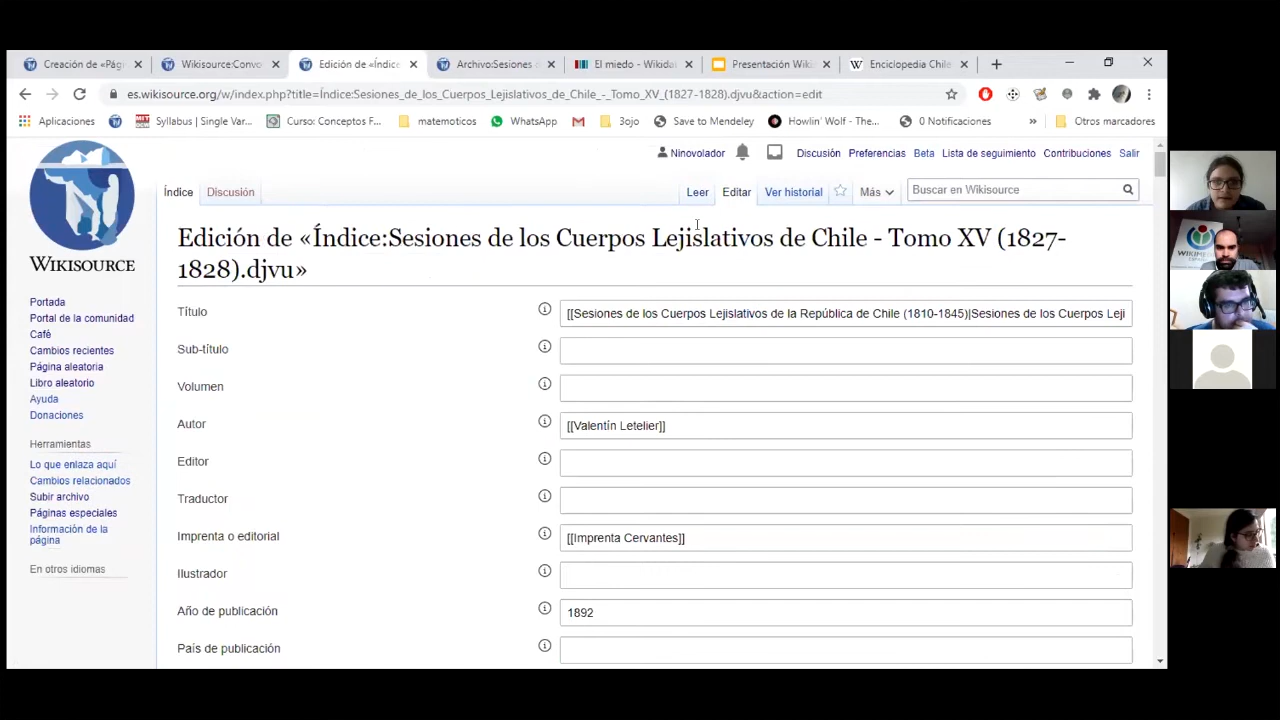 Creación de «Pági
Wikisource:Convo
Edición de «Índice
Archivo:Sesiones d
El miedo - Wikida
Presentación Wiki
Enciclopedia Chile
es.wikisource.org/w/index.php?title=Índice:Sesiones_de_los_Cuerpos_Lejislativos_de_Chile_-_Tomo_XV_(1827-1828).djvu&action=edit
Aplicaciones
Syllabus | Single Var...
Curso: Conceptos F...
matemoticos
WhatsApp
3ojo
Save to Mendeley
Howlin' Wolf - The...
0 Notificaciones
»
Otros marcadores
Ninovolador
Discusión
Preferencias
Beta
Lista de seguimiento
Contribuciones
Salir
Índice
Discusión
Leer
Editar
Ver historial
Más
Buscar en Wikisource
WIKISOURCE
Edición de «Índice:Sesiones de los Cuerpos Lejislativos de Chile - Tomo XV (1827-
1828).djvu»
Portada
Portal de la comunidad
Café
Cambios recientes
Página aleatoria
Libro aleatorio
Ayuda
Donaciones
Herramientas
Lo que enlaza aquí
Cambios relacionados
Subir archivo
Páginas especiales
Información de la
página
En otros idiomas
Título
[[Sesiones de los Cuerpos Lejislativos de la República de Chile (1810-1845)|Sesiones de los Cuerpos Leji
Sub-título
Volumen
Autor
[[Valentín Letelier]]
Editor
Traductor
Imprenta o editorial
[[Imprenta Cervantes]]
Ilustrador
Año de publicación
1892
País de publicación